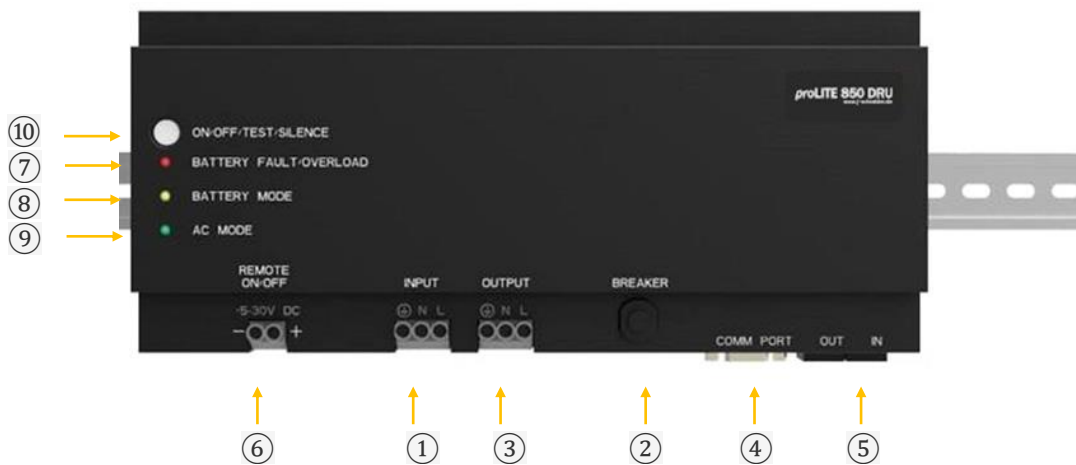 proLITE 850 DRU
⑩ ON/OFF/TEST/SILENCE
⑦ BATTERY FAULT/OVERLOAD
⑧ BATTERY MODE
⑨ AC MODE
REMOTE
ON/OFF
INPUT OUTPUT BREAKER
-5-30V DC
⏚ N L ⏚ N L
− +
COMM PORT OUT IN
⑥ ① ③ ② ④ ⑤